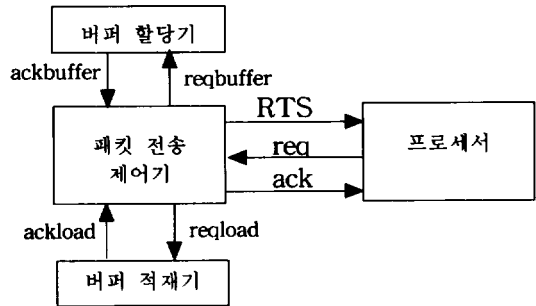 버퍼 할당기
ackbuffer
reqbuffer
RTS
패킷 전송
제어기
req
프로세서
ack
ackload
reqload
버퍼 적재기